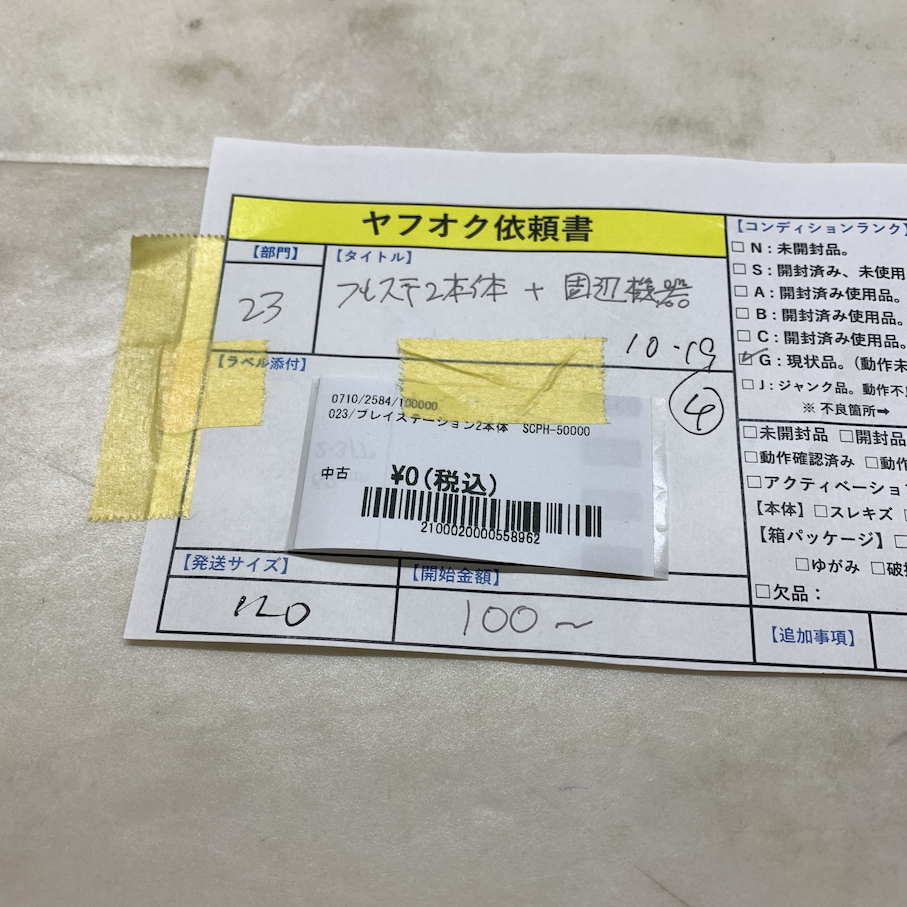 ヤフオク依頼書
【部門】
23
【タイトル】
プレステ2本体 + 周辺機器
10-19
④
【ラベル添付】
0710/2584/100000
023/プレイステーション2本体 SCPH-50000
中古 ¥0(税込)
2100020000558962
【発送サイズ】
120
【開始金額】
100~
【コンディションランク】
□ N:未開封品。
□ S:開封済み、未使用
□ A:開封済み使用品。
□ B:開封済み使用品。
□ C:開封済み使用品。
☑ G:現状品。(動作未
□ J:ジャンク品。動作不良
※ 不良箇所➡
□未開封品 □開封品
□動作確認済み □動作
□アクティベーショ
【本体】□スレキズ □
【箱パッケージ】□
□ゆがみ □破損
□欠品:
【追加事項】